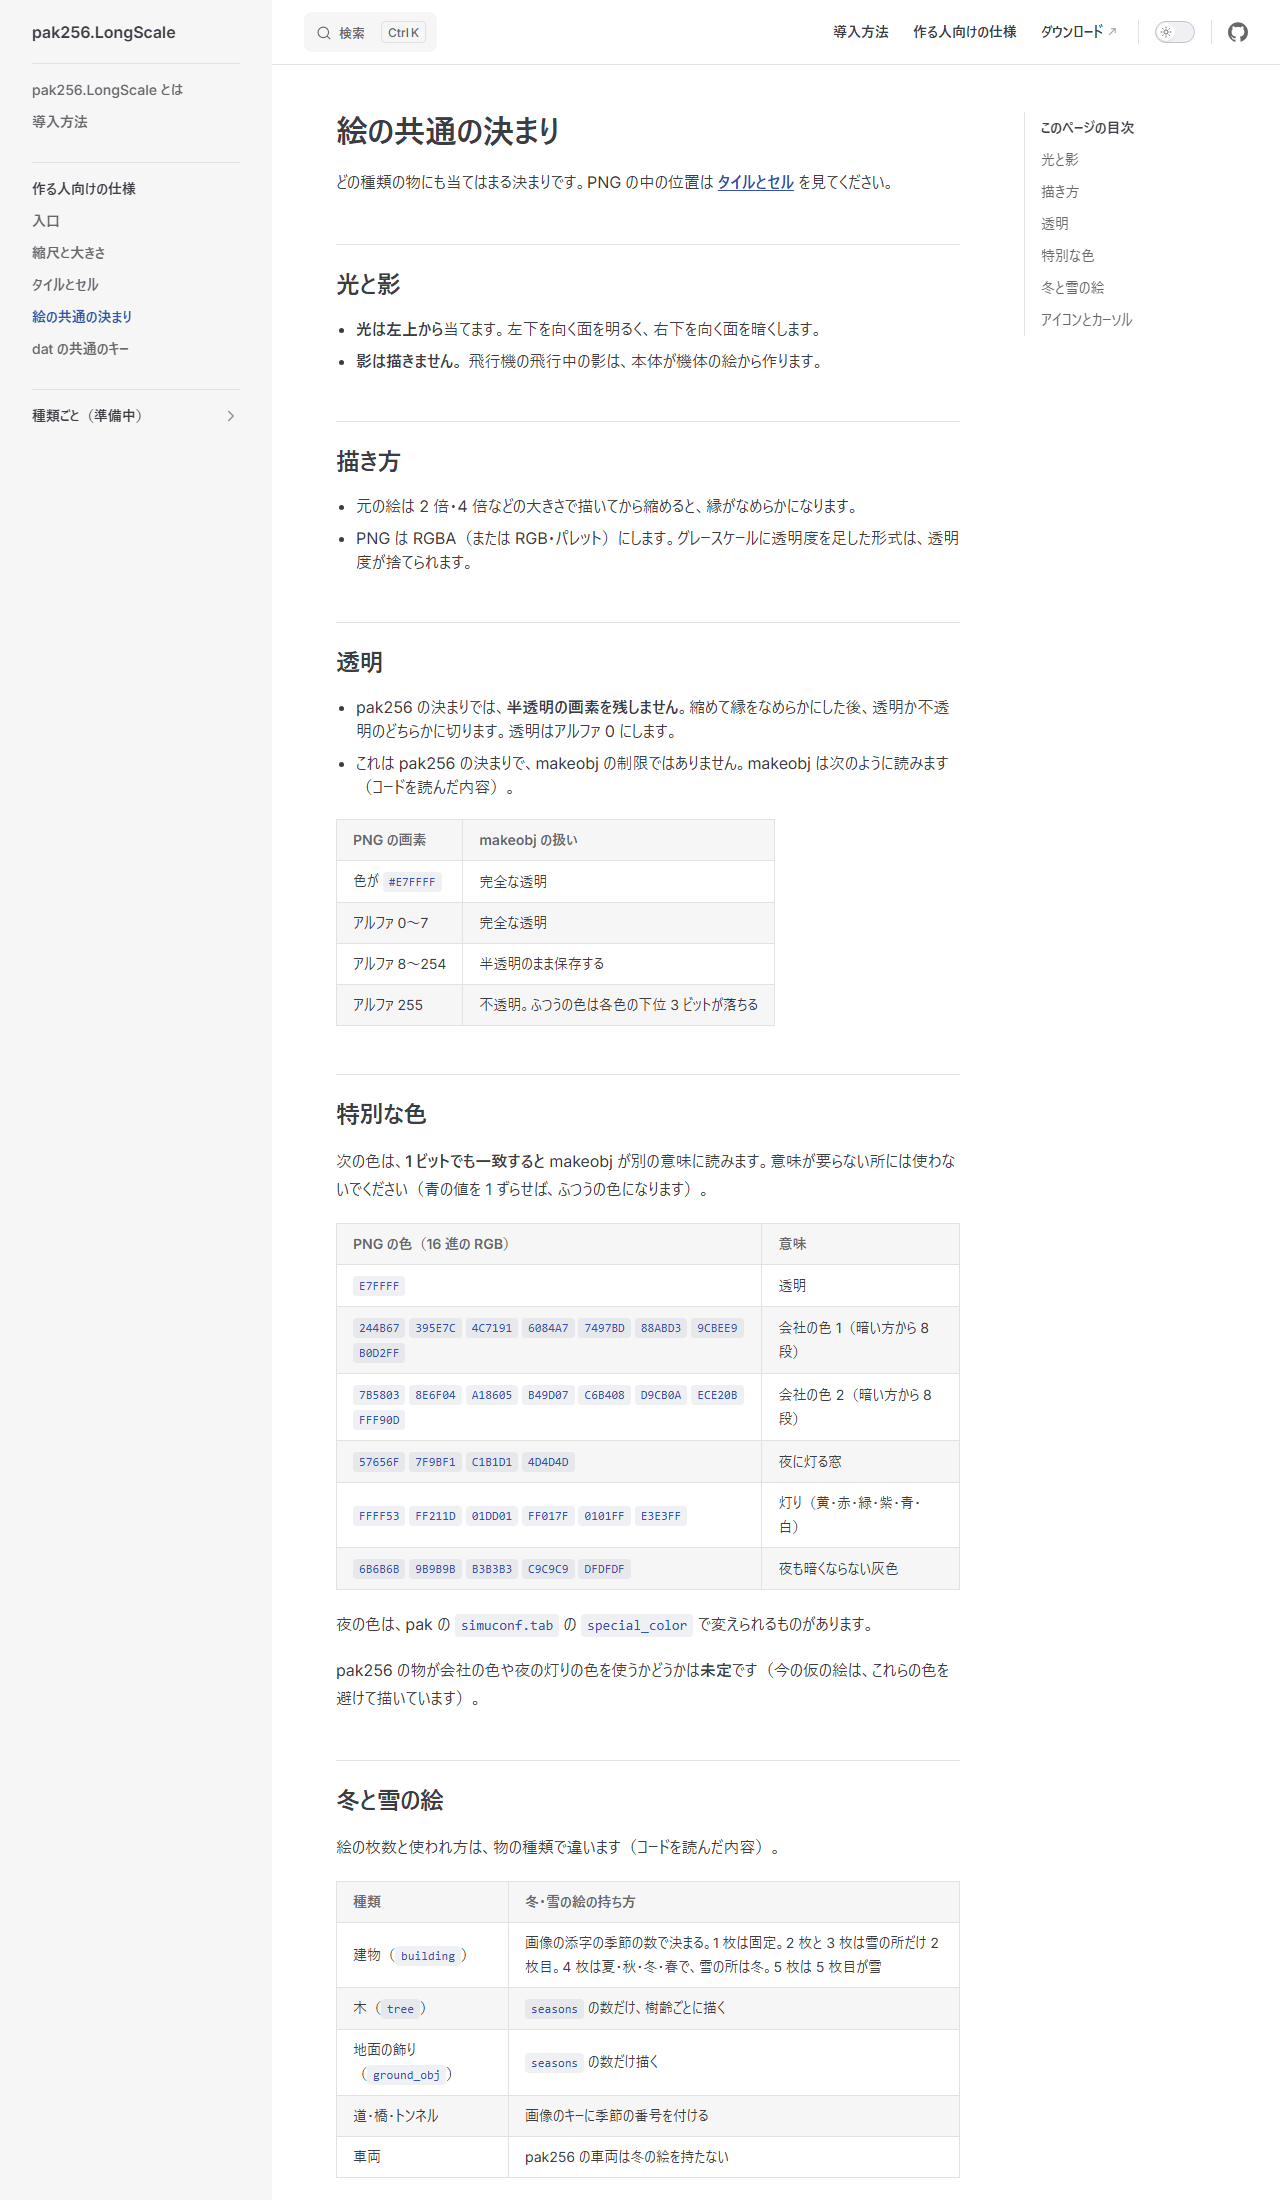 pak256.LongScale
検索 Ctrl K
導入方法 作る人向けの仕様 ダウンロード
pak256.LongScale とは
導入方法
作る人向けの仕様
入口
縮尺と大きさ
タイルとセル
絵の共通の決まり
dat の共通のキー
種類ごと（準備中）
絵の共通の決まり
どの種類の物にも当てはまる決まりです。PNG の中の位置は タイルとセル を見てください。
光と影
光は左上から当てます。左下を向く面を明るく、右下を向く面を暗くします。
影は描きません。飛行機の飛行中の影は、本体が機体の絵から作ります。
描き方
元の絵は 2 倍・4 倍などの大きさで描いてから縮めると、縁がなめらかになります。
PNG は RGBA（または RGB・パレット）にします。グレースケールに透明度を足した形式は、透明
度が捨てられます。
透明
pak256 の決まりでは、半透明の画素を残しません。縮めて縁をなめらかにした後、透明か不透
明のどちらかに切ります。透明はアルファ 0 にします。
これは pak256 の決まりで、makeobj の制限ではありません。makeobj は次のように読みます
（コードを読んだ内容）。
PNG の画素 makeobj の扱い
色が #E7FFFF 完全な透明
アルファ 0～7 完全な透明
アルファ 8～254 半透明のまま保存する
アルファ 255 不透明。ふつうの色は各色の下位 3 ビットが落ちる
特別な色
次の色は、1 ビットでも一致すると makeobj が別の意味に読みます。意味が要らない所には使わな
いでください（青の値を 1 ずらせば、ふつうの色になります）。
PNG の色（16 進の RGB） 意味
E7FFFF 透明
244B67 395E7C 4C7191 6084A7 7497BD 88ABD3 9CBEE9
B0D2FF
会社の色 1（暗い方から 8
段）
7B5803 8E6F04 A18605 B49D07 C6B408 D9CB0A ECE20B
FFF90D
会社の色 2（暗い方から 8
段）
57656F 7F9BF1 C1B1D1 4D4D4D 夜に灯る窓
FFFF53 FF211D 01DD01 FF017F 0101FF E3E3FF
灯り（黄・赤・緑・紫・青・
白）
6B6B6B 9B9B9B B3B3B3 C9C9C9 DFDFDF 夜も暗くならない灰色
夜の色は、pak の simuconf.tab の special_color で変えられるものがあります。
pak256 の物が会社の色や夜の灯りの色を使うかどうかは未定です（今の仮の絵は、これらの色を
避けて描いています）。
冬と雪の絵
絵の枚数と使われ方は、物の種類で違います（コードを読んだ内容）。
種類 冬・雪の絵の持ち方
建物（building）
画像の添字の季節の数で決まる。1 枚は固定。2 枚と 3 枚は雪の所だけ 2
枚目。4 枚は夏・秋・冬・春で、雪の所は冬。5 枚は 5 枚目が雪
木（tree） seasons の数だけ、樹齢ごとに描く
地面の飾り
（ground_obj）
seasons の数だけ描く
道・橋・トンネル 画像のキーに季節の番号を付ける
車両 pak256 の車両は冬の絵を持たない
このページの目次
光と影
描き方
透明
特別な色
冬と雪の絵
アイコンとカーソル